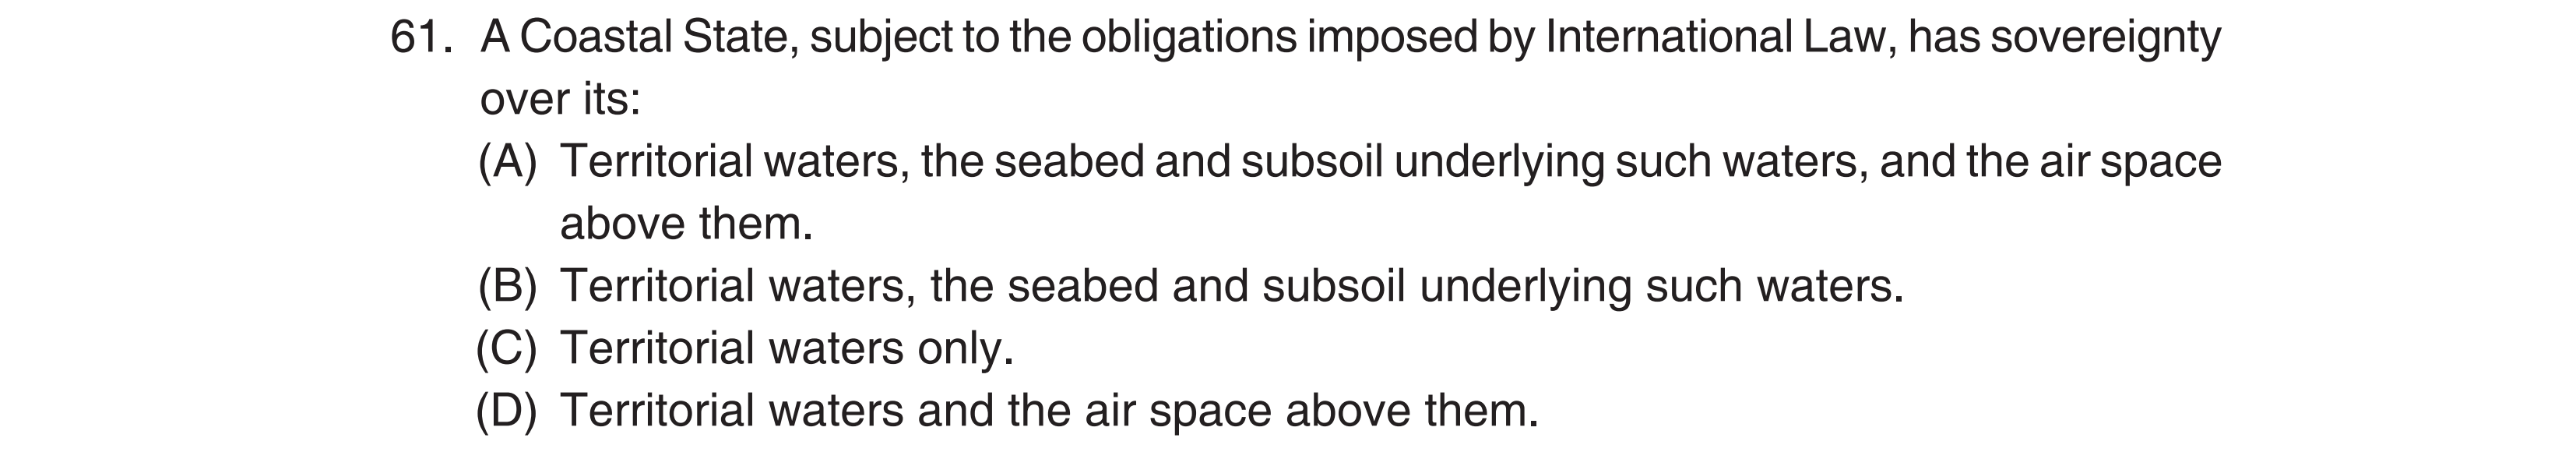 61. A Coastal State, subject to the obligations imposed by International Law, has sovereignty
over its:
(A) Territorial waters, the seabed and subsoil underlying such waters, and the air space
above them.
(B) Territorial waters, the seabed and subsoil underlying such waters.
(C) Territorial waters only.
(D) Territorial waters and the air space above them.